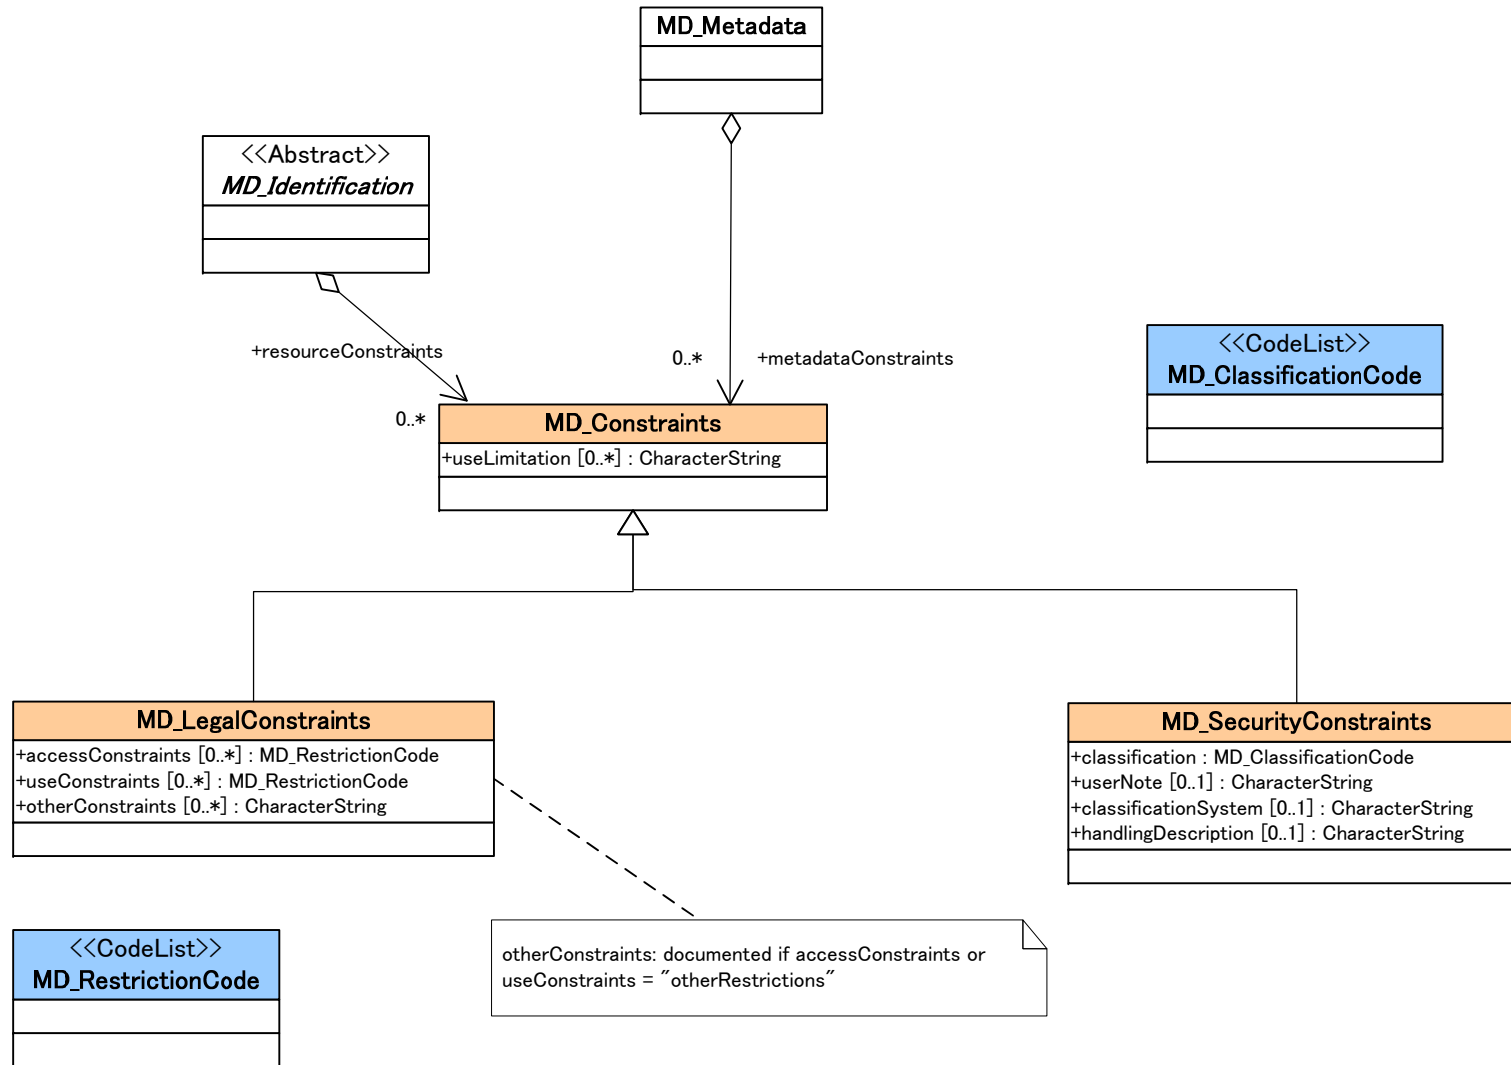 MD_Metadata
<<Abstract>>
MD_Identification
+resourceConstraints
0..*
+metadataConstraints
0..*
<<CodeList>>
MD_ClassificationCode
MD_Constraints
+useLimitation [0..*] : CharacterString
MD_LegalConstraints
+accessConstraints [0..*] : MD_RestrictionCode
+useConstraints [0..*] : MD_RestrictionCode
+otherConstraints [0..*] : CharacterString
MD_SecurityConstraints
+classification : MD_ClassificationCode
+userNote [0..1] : CharacterString
+classificationSystem [0..1] : CharacterString
+handlingDescription [0..1] : CharacterString
<<CodeList>>
MD_RestrictionCode
otherConstraints: documented if accessConstraints or
useConstraints = "otherRestrictions"